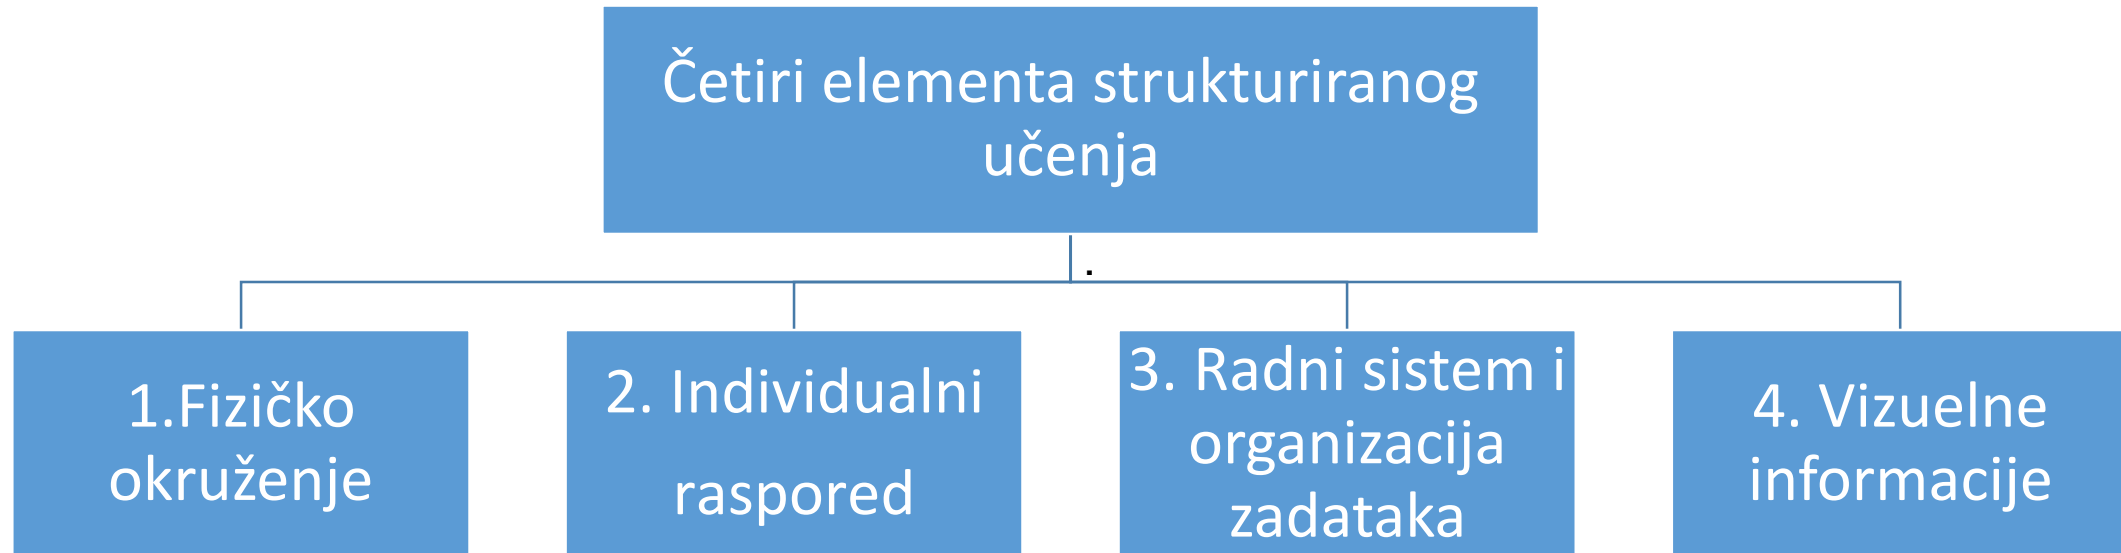 Četiri elementa strukturiranog
učenja
.
1.Fizičko
okruženje
2. Individualni
raspored
3. Radni sistem i
organizacija
zadataka
4. Vizuelne
informacije